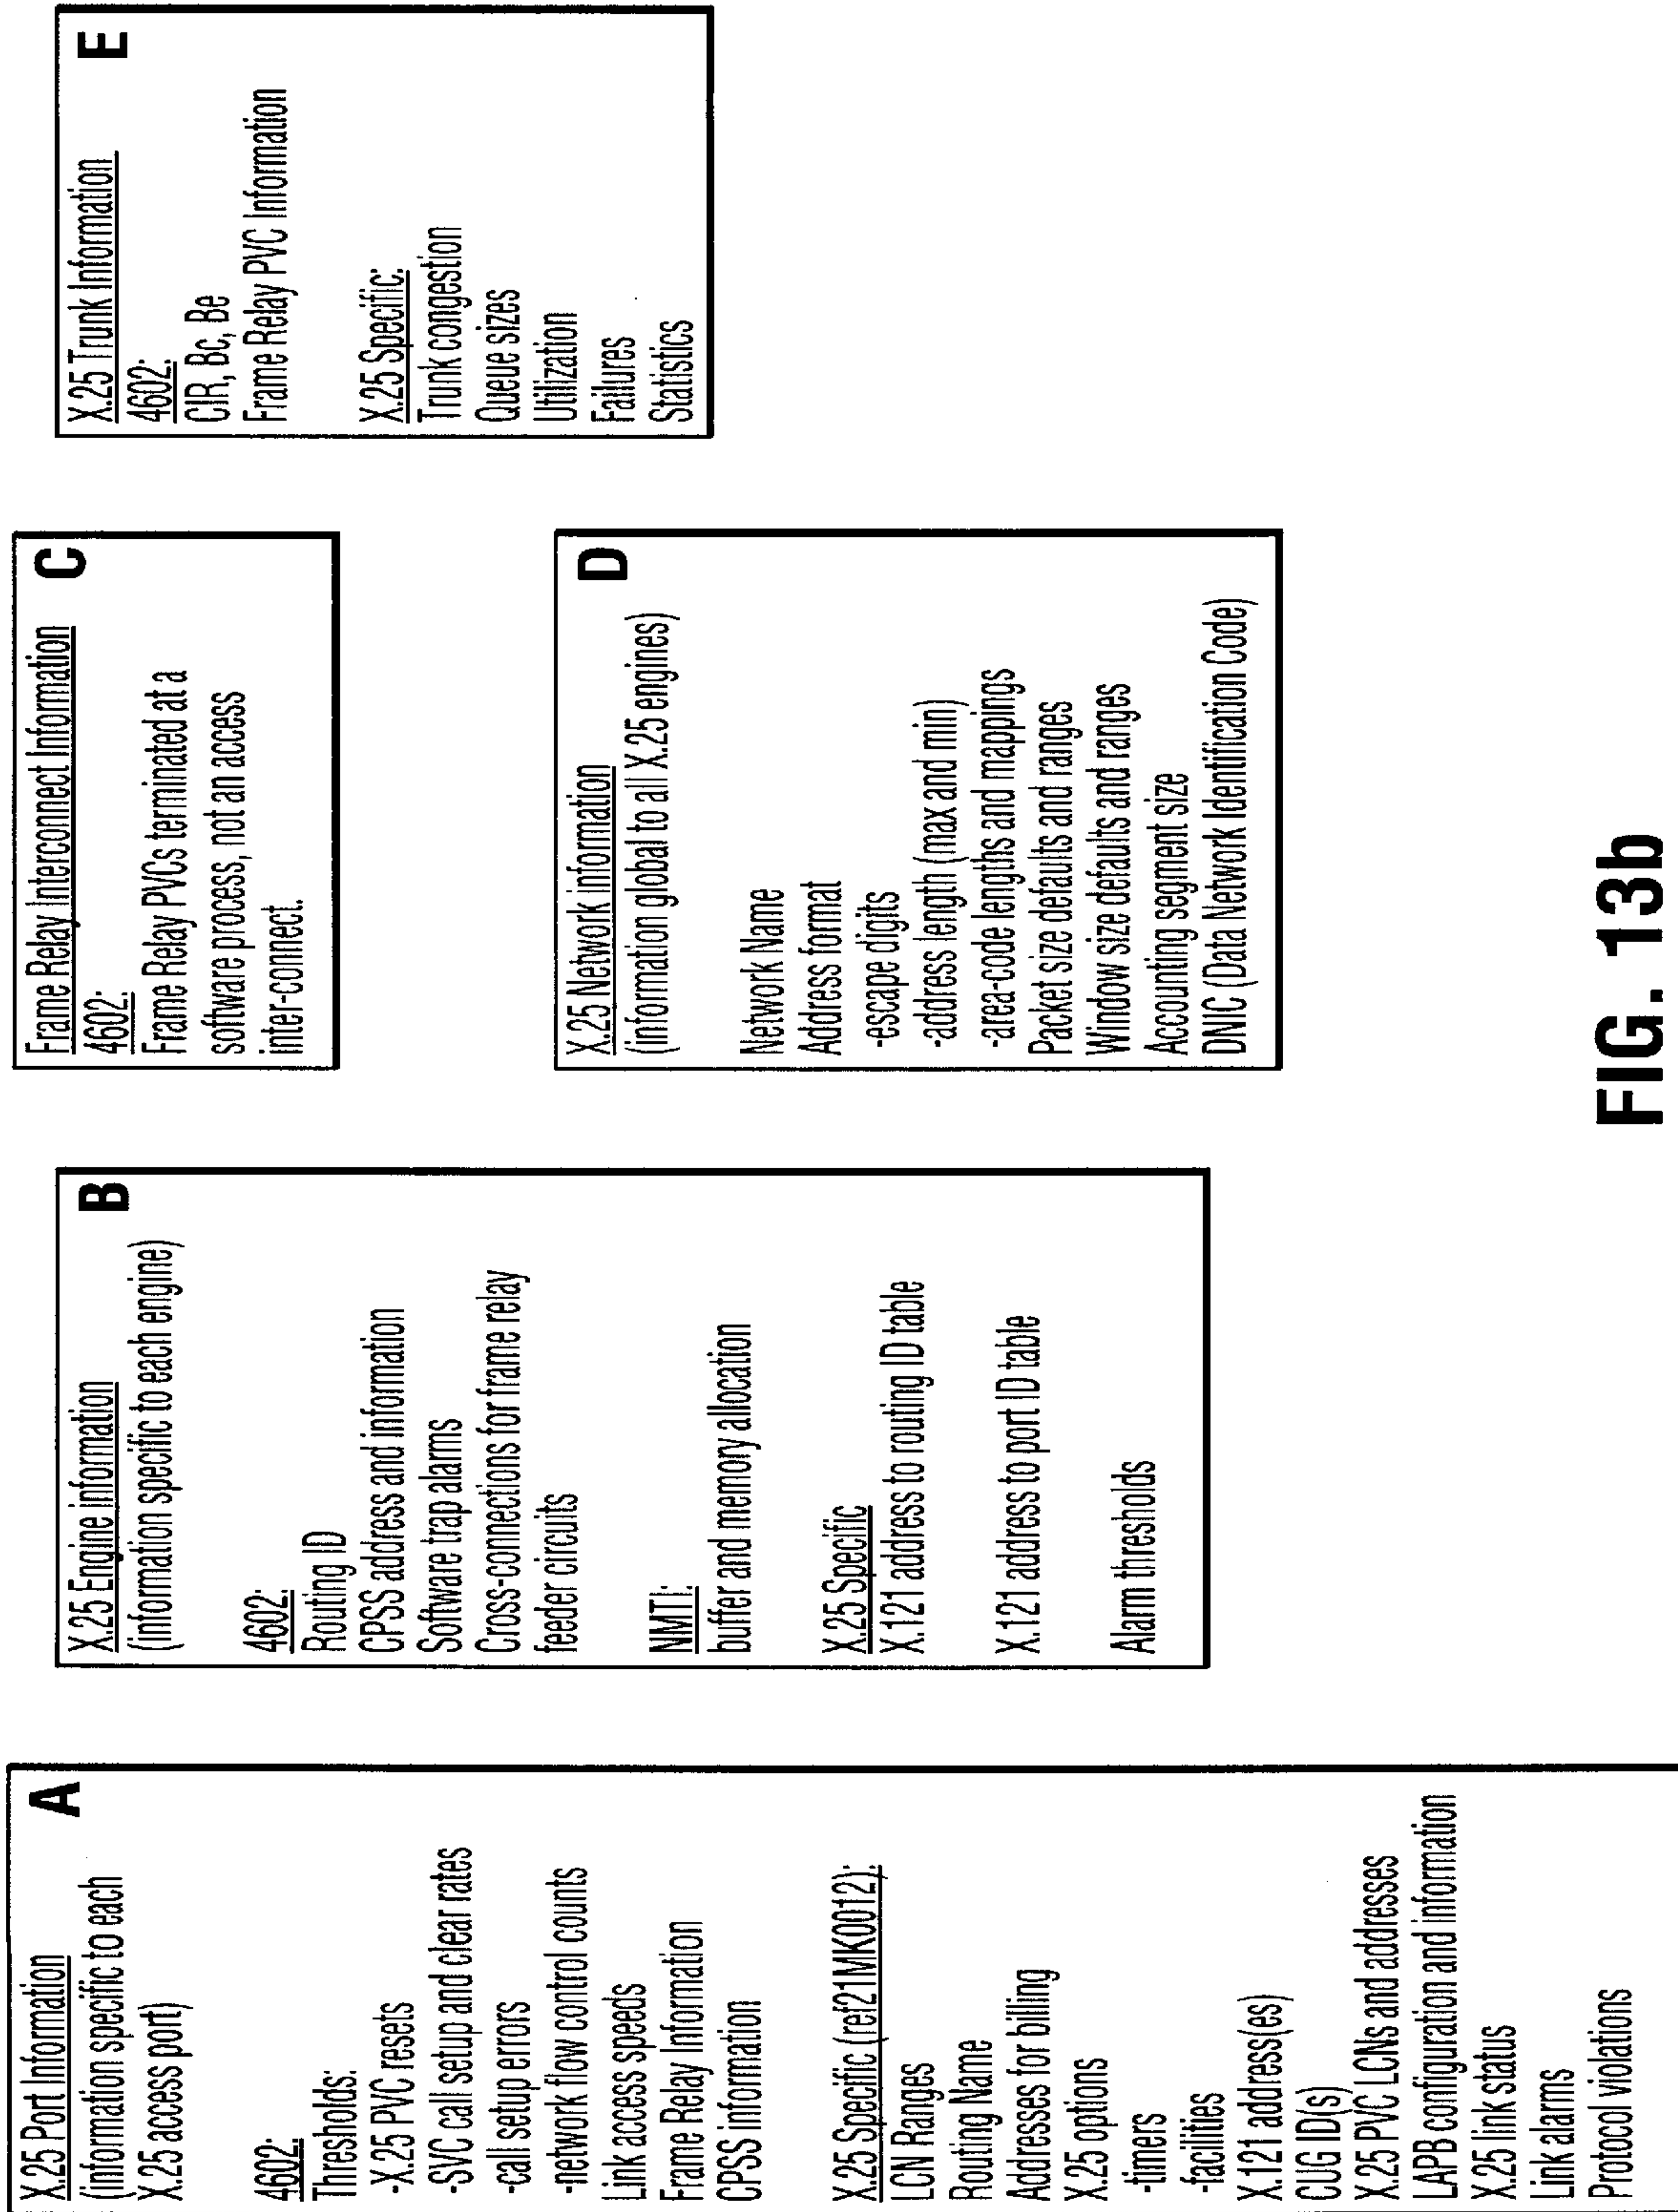 A
X.25 Port Information
(information specific to each
X.25 access port)
4602:
Thresholds:
-X.25 PVC resets
-SVC call setup and clear rates
-call setup errors
-network flow control counts
Link access speeds
Frame Relay Information
CPSS information
X.25 Specific (ref21MK0012):
LCN Ranges
Routing Name
Addresses for billing
X.25 options
-timers
-facilities
X.121 address(es)
CUG ID(s)
X.25 PVC LCNs and addresses
LAPB configuration and information
X.25 link status
Link alarms
Protocol violations
B
X.25 Engine information
(information specific to each engine)
4602:
Routing ID
CPSS address and information
Software trap alarms
Cross-connections for frame relay
feeder circuits
NMTI:
buffer and memory allocation
X.25 Specific
X.121 address to routing ID table
X.121 address to port ID table
Alarm thresholds
C
Frame Relay Interconnect Information
4602:
Frame Relay PVCs terminated at a
software process, not an access
inter-connect.
D
X.25 Network information
(information global to all X.25 engines)
Network Name
Address format
-escape digits
-address length (max and min)
-area-code lengths and mappings
Packet size defaults and ranges
Window size defaults and ranges
Accounting segment size
DNIC (Data Network Identification Code)
E
X.25 Trunk Information
4602:
CIR, Bc, Be
Frame Relay PVC Information
X.25 Specific:
Trunk congestion
Queue sizes
Utilization
Failures
Statistics
FIG. 13b